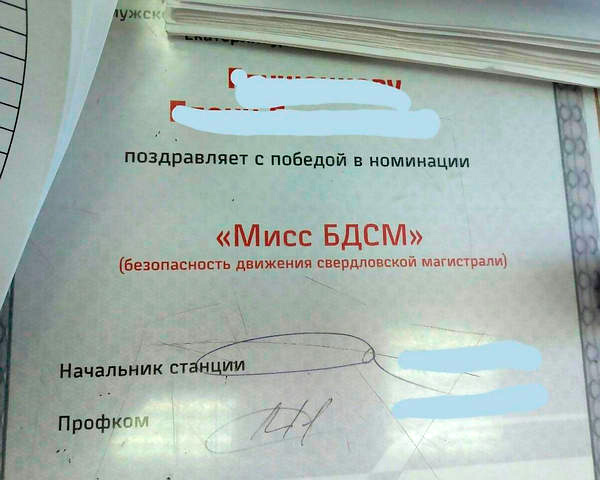 поздравляет с победой в номинации
«Мисс БДСМ»
(безопасность движения свердловской магистрали)
Начальник станции
Профком